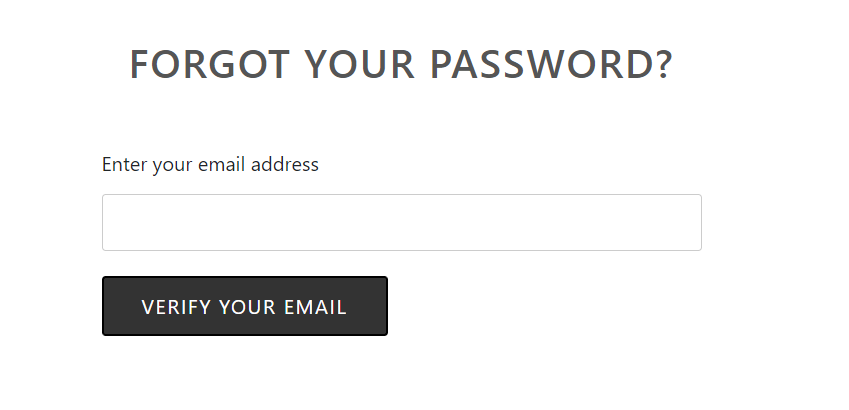 FORGOT YOUR PASSWORD?
Enter your email address
VERIFY YOUR EMAIL